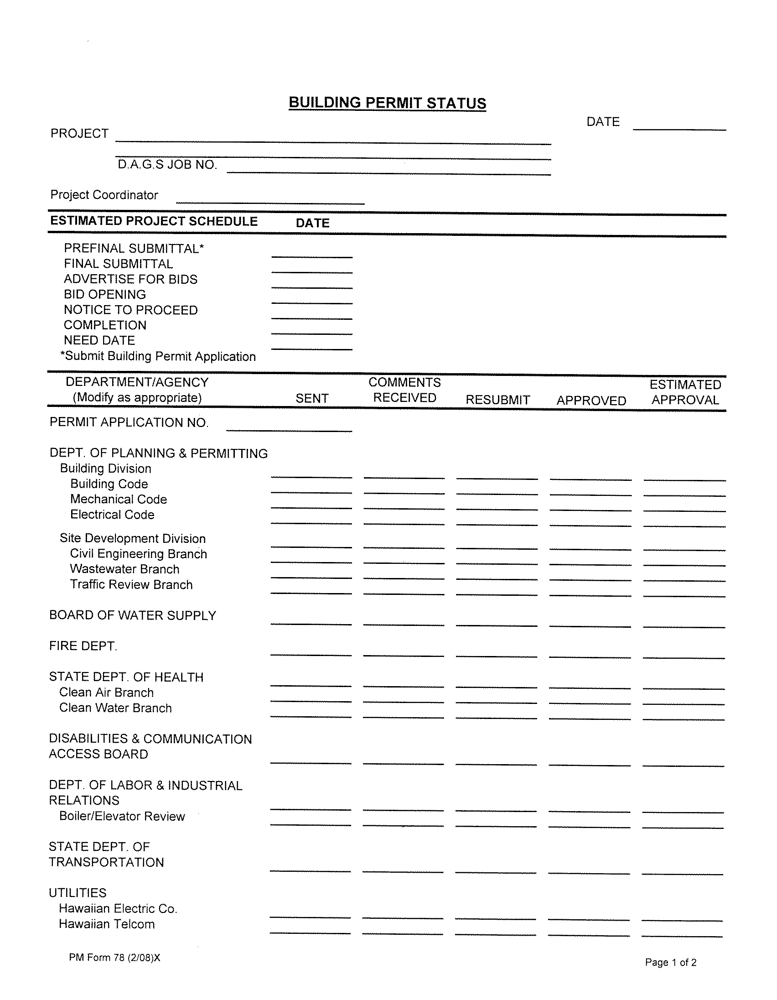 BUILDING PERMIT STATUS
DATE
PROJECT
D.A.G.S JOB NO.
Project Coordinator
ESTIMATED PROJECT SCHEDULE DATE
PREFINAL SUBMITTAL*
FINAL SUBMITTAL
ADVERTISE FOR BIDS
BID OPENING
NOTICE TO PROCEED
COMPLETION
NEED DATE
*Submit Building Permit Application
DEPARTMENT/AGENCY COMMENTS ESTIMATED
(Modify as appropriate) SENT RECEIVED RESUBMIT APPROVED APPROVAL
PERMIT APPLICATION NO.
DEPT. OF PLANNING & PERMITTING
Building Division
Building Code
Mechanical Code
Electrical Code
Site Development Division
Civil Engineering Branch
Wastewater Branch
Traffic Review Branch
BOARD OF WATER SUPPLY
FIRE DEPT.
STATE DEPT. OF HEALTH
Clean Air Branch
Clean Water Branch
DISABILITIES & COMMUNICATION
ACCESS BOARD
DEPT. OF LABOR & INDUSTRIAL
RELATIONS
Boiler/Elevator Review
STATE DEPT. OF
TRANSPORTATION
UTILITIES
Hawaiian Electric Co.
Hawaiian Telcom
PM Form 78 (2/08)X
Page 1 of 2